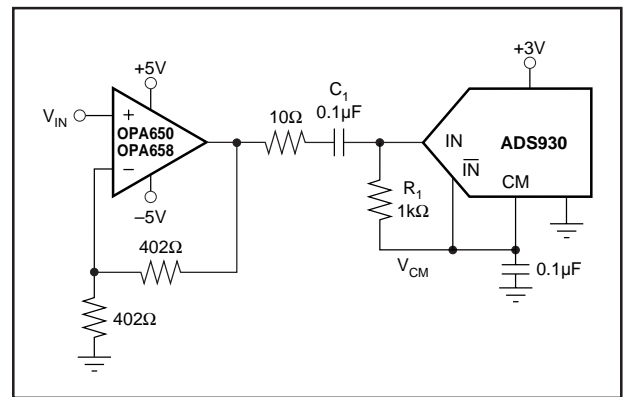 +5V
+3V
V_IN
+
OPA650
OPA658
–
–5V
10Ω
C_1
0.1µF
IN
ADS930
I̅N̅
CM
R_1
1kΩ
V_CM
0.1µF
402Ω
402Ω